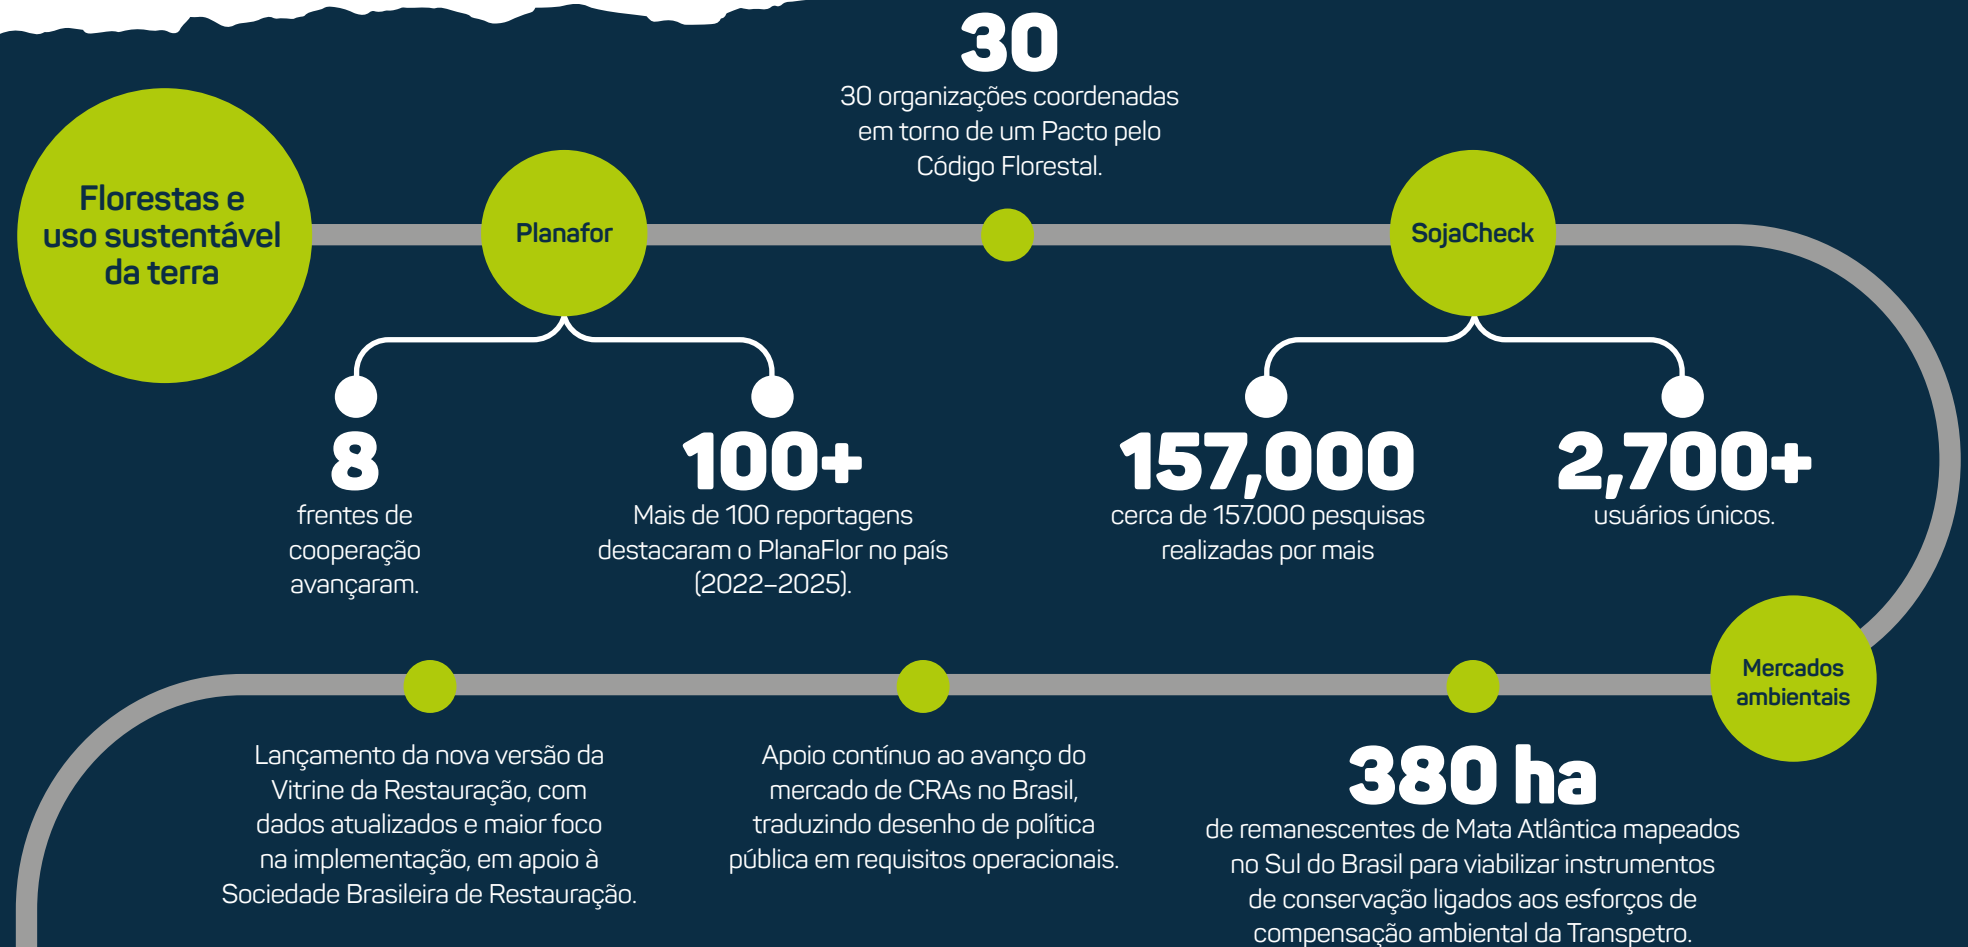 30
30 organizações coordenadas
em torno de um Pacto pelo
Código Florestal.
Florestas e
uso sustentável
da terra
Planafor
SojaCheck
8
frentes de
cooperação
avançaram.
100+
Mais de 100 reportagens
destacaram o PlanaFlor no país
(2022–2025).
157,000
cerca de 157.000 pesquisas
realizadas por mais
2,700+
usuários únicos.
Mercados
ambientais
Lançamento da nova versão da
Vitrine da Restauração, com
dados atualizados e maior foco
na implementação, em apoio à
Sociedade Brasileira de Restauração.
Apoio contínuo ao avanço do
mercado de CRAs no Brasil,
traduzindo desenho de política
pública em requisitos operacionais.
380 ha
de remanescentes de Mata Atlântica mapeados
no Sul do Brasil para viabilizar instrumentos
de conservação ligados aos esforços de
compensação ambiental da Transpetro.